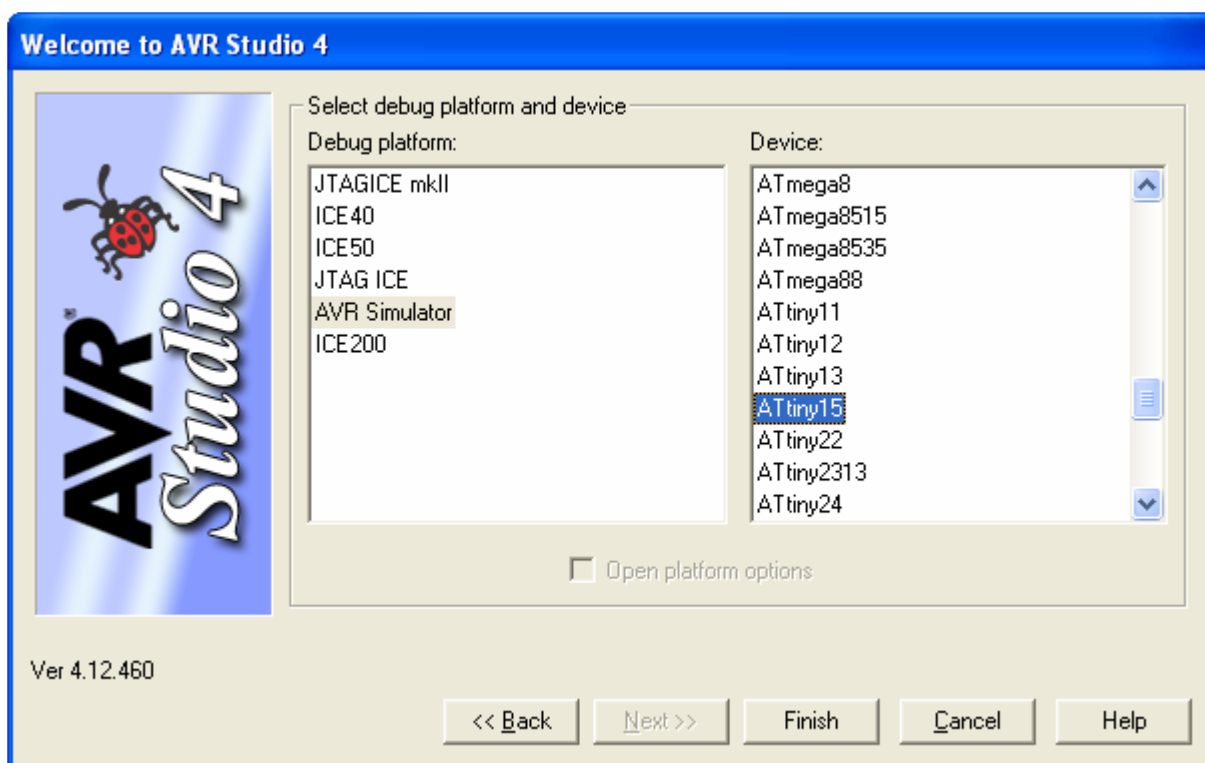 Welcome to AVR Studio 4
AVR
Studio 4
Select debug platform and device
Debug platform:
JTAGICE mkII
ICE40
ICE50
JTAG ICE
AVR Simulator
ICE200
Device:
ATmega8
ATmega8515
ATmega8535
ATmega88
ATtiny11
ATtiny12
ATtiny13
ATtiny15
ATtiny22
ATtiny2313
ATtiny24
Open platform options
Ver 4.12.460
<< Back
Next >>
Finish
Cancel
Help